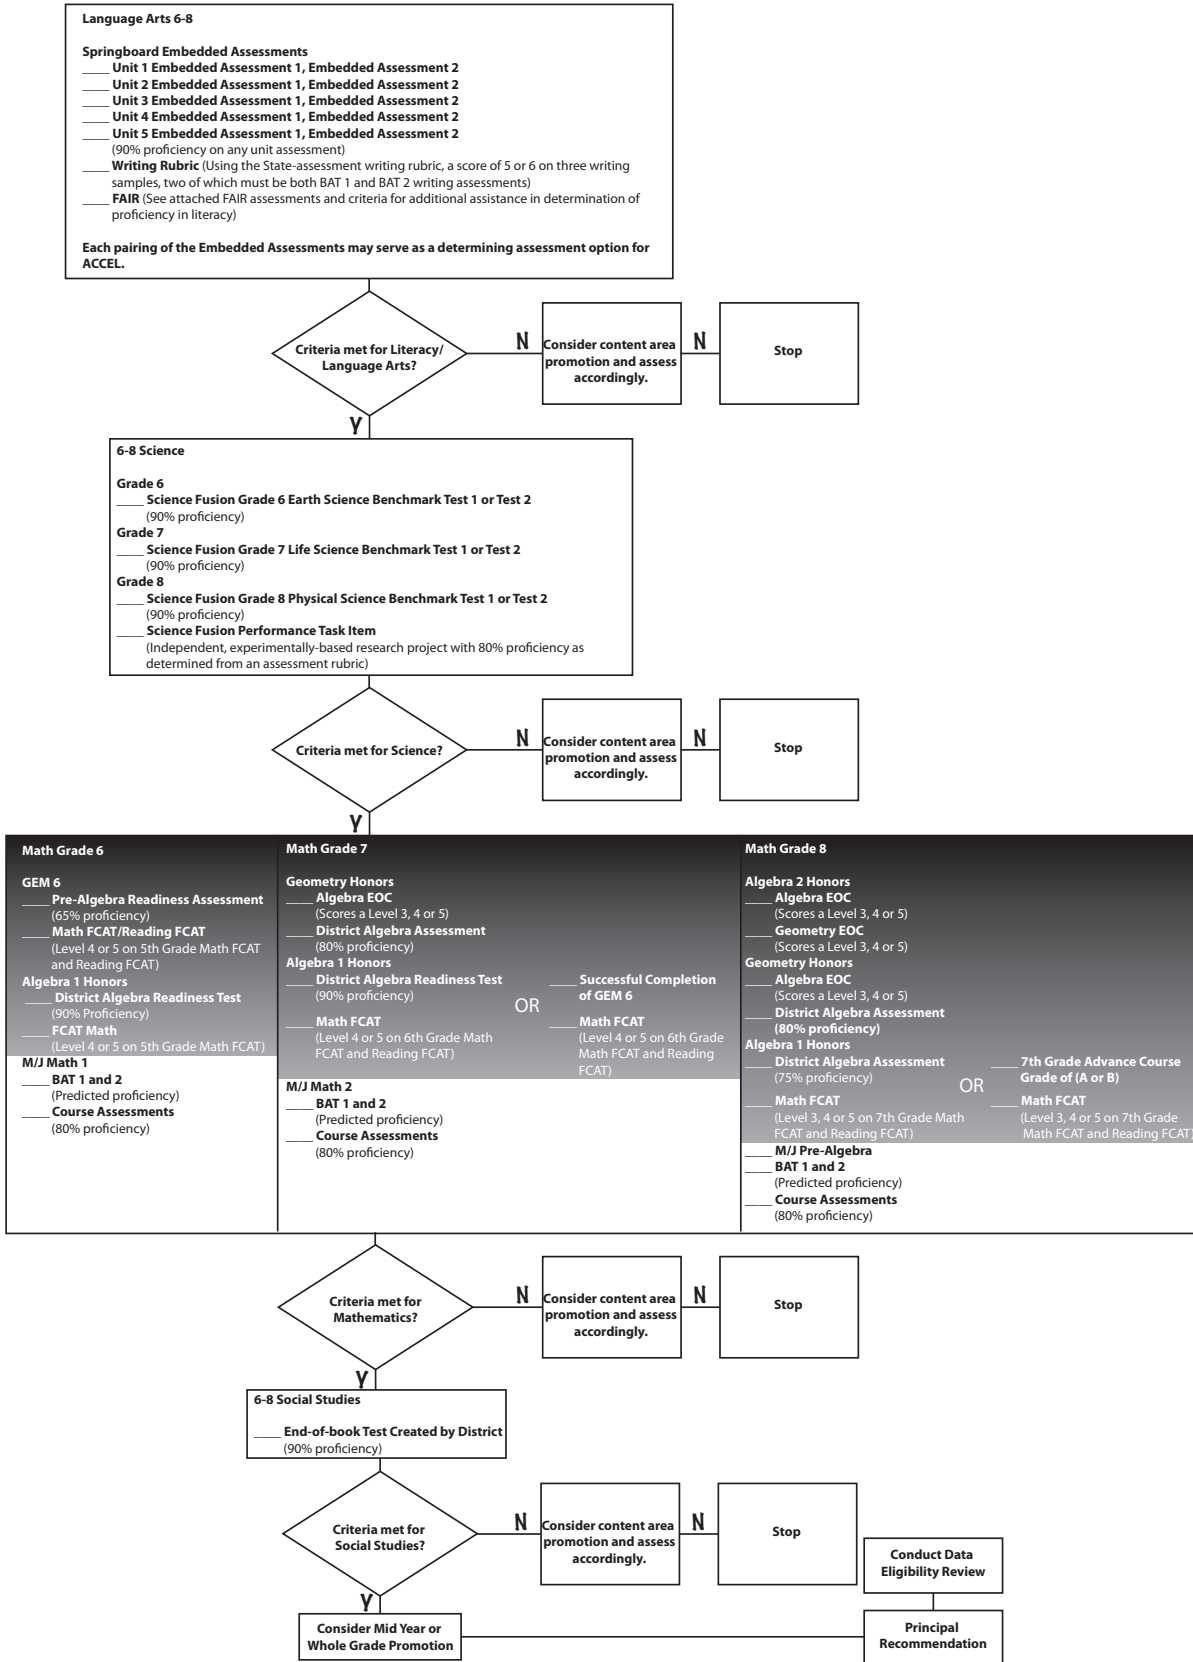 Language Arts 6-8
Springboard Embedded Assessments
____ Unit 1 Embedded Assessment 1, Embedded Assessment 2
____ Unit 2 Embedded Assessment 1, Embedded Assessment 2
____ Unit 3 Embedded Assessment 1, Embedded Assessment 2
____ Unit 4 Embedded Assessment 1, Embedded Assessment 2
____ Unit 5 Embedded Assessment 1, Embedded Assessment 2
(90% proficiency on any unit assessment)
____ Writing Rubric (Using the State-assessment writing rubric, a score of 5 or 6 on three writing
samples, two of which must be both BAT 1 and BAT 2 writing assessments)
____ FAIR (See attached FAIR assessments and criteria for additional assistance in determination of
proficiency in literacy)
Each pairing of the Embedded Assessments may serve as a determining assessment option for
ACCEL.
Criteria met for Literacy/
Language Arts?
N
Consider content area
promotion and assess
accordingly.
N
Stop
Y
6-8 Science
Grade 6
____ Science Fusion Grade 6 Earth Science Benchmark Test 1 or Test 2
(90% proficiency)
Grade 7
____ Science Fusion Grade 7 Life Science Benchmark Test 1 or Test 2
(90% proficiency)
Grade 8
____ Science Fusion Grade 8 Physical Science Benchmark Test 1 or Test 2
(90% proficiency)
____ Science Fusion Performance Task Item
(Independent, experimentally-based research project with 80% proficiency as
determined from an assessment rubric)
Criteria met for Science?
N
Consider content area
promotion and assess
accordingly.
N
Stop
Y
Math Grade 6
GEM 6
____ Pre-Algebra Readiness Assessment
(65% proficiency)
____ Math FCAT/Reading FCAT
(Level 4 or 5 on 5th Grade Math FCAT
and Reading FCAT)
Algebra 1 Honors
____ District Algebra Readiness Test
(90% Proficiency)
____ FCAT Math
(Level 4 or 5 on 5th Grade Math FCAT)
M/J Math 1
____ BAT 1 and 2
(Predicted proficiency)
____ Course Assessments
(80% proficiency)
Math Grade 7
Geometry Honors
____ Algebra EOC
(Scores a Level 3, 4 or 5)
____ District Algebra Assessment
(80% proficiency)
Algebra 1 Honors
____ District Algebra Readiness Test
(90% proficiency)
____ Math FCAT
(Level 4 or 5 on 6th Grade Math
FCAT and Reading FCAT)
OR
____ Successful Completion
of GEM 6
____ Math FCAT
(Level 4 or 5 on 6th Grade
Math FCAT and Reading
FCAT)
M/J Math 2
____ BAT 1 and 2
(Predicted proficiency)
____ Course Assessments
(80% proficiency)
Math Grade 8
Algebra 2 Honors
____ Algebra EOC
(Scores a Level 3, 4 or 5)
____ Geometry EOC
(Scores a Level 3, 4 or 5)
Geometry Honors
____ Algebra EOC
(Scores a Level 3, 4 or 5)
____ District Algebra Assessment
(80% proficiency)
Algebra 1 Honors
____ District Algebra Assessment
(75% proficiency)
____ Math FCAT
(Level 3, 4 or 5 on 7th Grade Math
FCAT and Reading FCAT)
OR
____ 7th Grade Advance Course
Grade of (A or B)
____ Math FCAT
(Level 3, 4 or 5 on 7th Grade
Math FCAT and Reading FCAT)
____ M/J Pre-Algebra
____ BAT 1 and 2
(Predicted proficiency)
____ Course Assessments
(80% proficiency)
Criteria met for
Mathematics?
N
Consider content area
promotion and assess
accordingly.
N
Stop
Y
6-8 Social Studies
____ End-of-book Test Created by District
(90% proficiency)
Criteria met for
Social Studies?
N
Consider content area
promotion and assess
accordingly.
N
Stop
Y
Consider Mid Year or
Whole Grade Promotion
Conduct Data
Eligibility Review
Principal
Recommendation